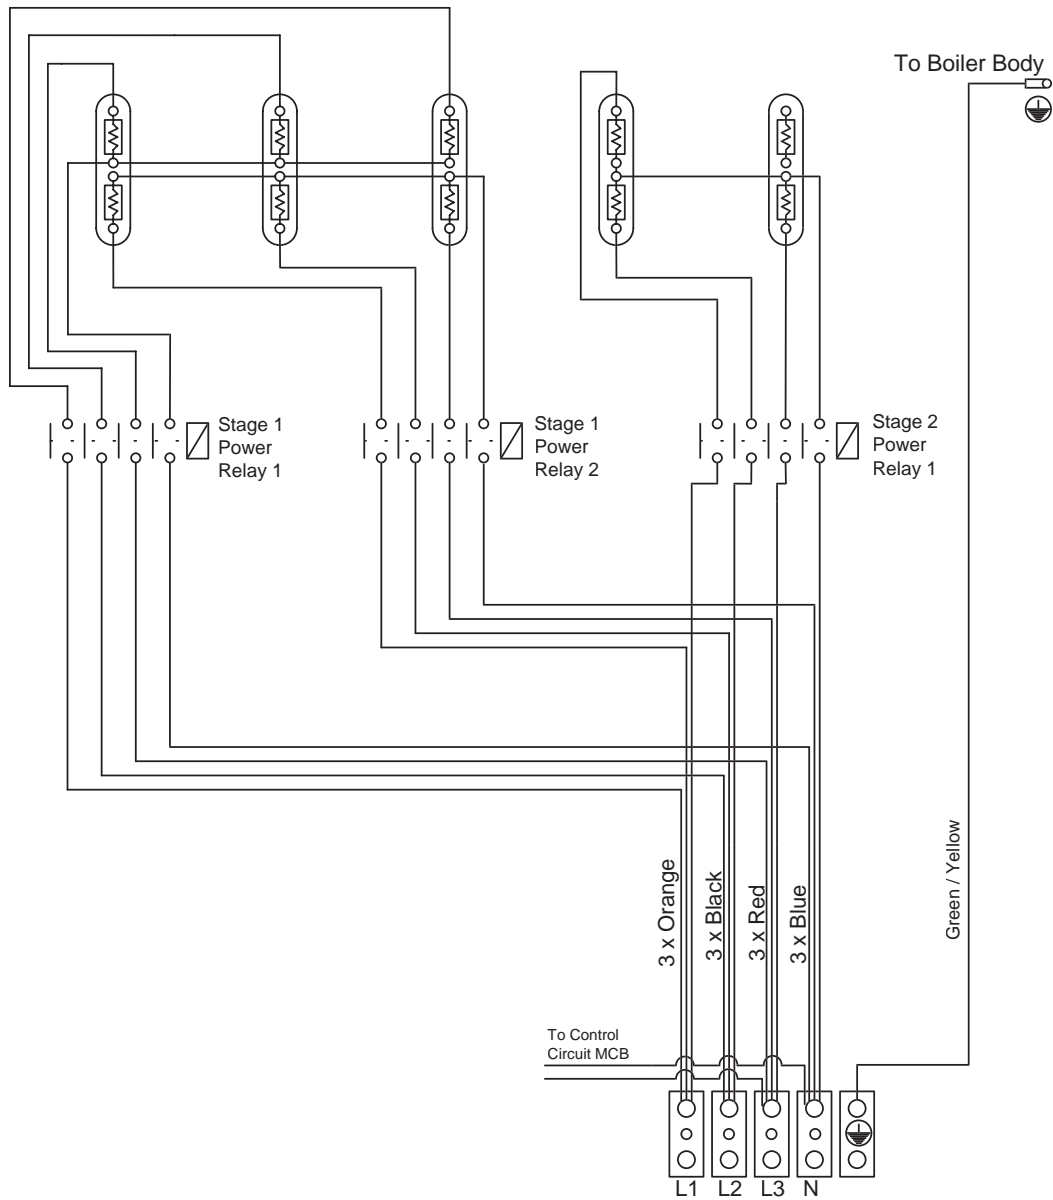 To Boiler Body
Stage 1
Power
Relay 1
Stage 1
Power
Relay 2
Stage 2
Power
Relay 1
3 x Orange
3 x Black
3 x Red
3 x Blue
Green / Yellow
To Control
Circuit MCB
L1
L2
L3
N